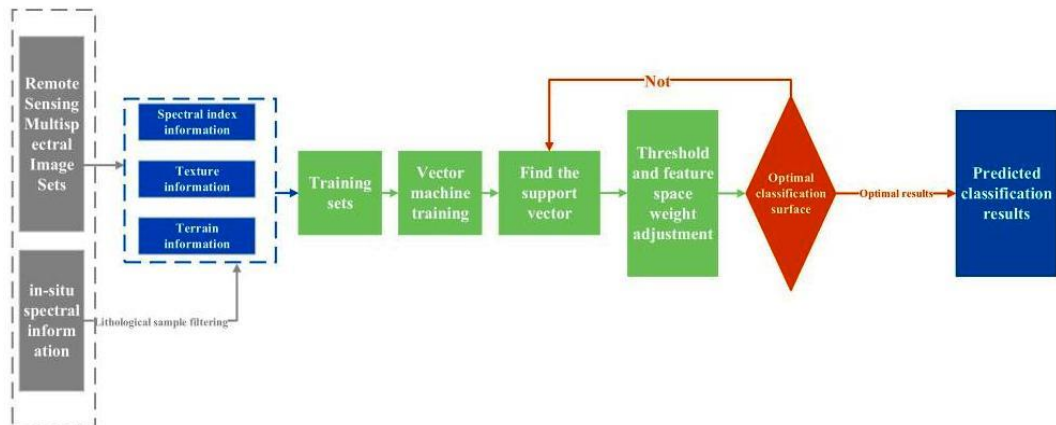 Remote
Sensing
Multisp
ectral
Image
Sets
in-situ
spectral
inform
ation
Lithological sample filtering
Spectral index
information
Texture
information
Terrain
information
Training
sets
Vector
machine
training
Find the
support
vector
Threshold
and feature
space
weight
adjustment
Not
Optimal
classification
surface
Optimal results
Predicted
classification
results